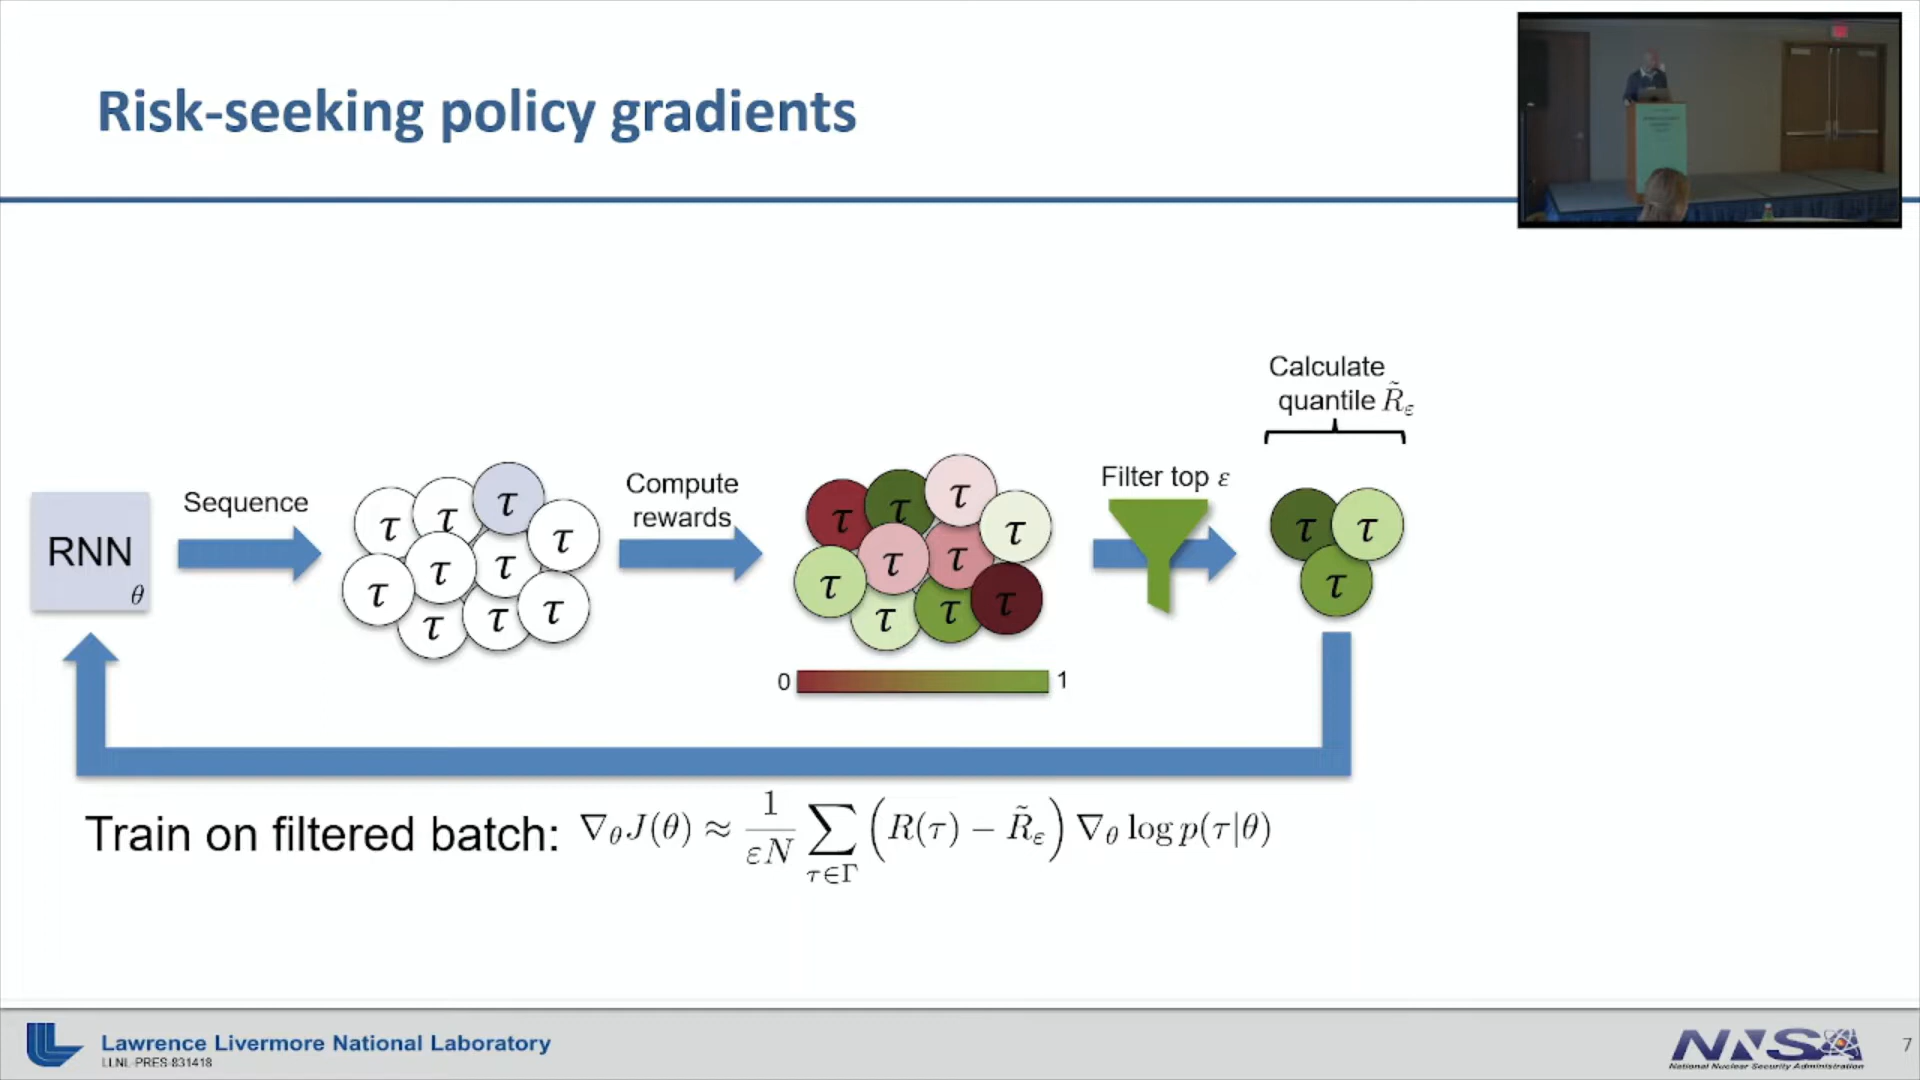 Risk-seeking policy gradients
Calculate
quantile R̃ε
Sequence
Compute
rewards
Filter top ε
RNN
θ
τ τ τ τ τ τ τ τ τ τ
τ τ τ τ τ τ τ τ τ τ
τ τ τ
0 1
Train on filtered batch: ∇θJ(θ) ≈ 1/εN ∑τ∈Γ (R(τ) − R̃ε) ∇θ log p(τ|θ)
Lawrence Livermore National Laboratory
LLNL-PRES-831418
NNSA
National Nuclear Security Administration
7